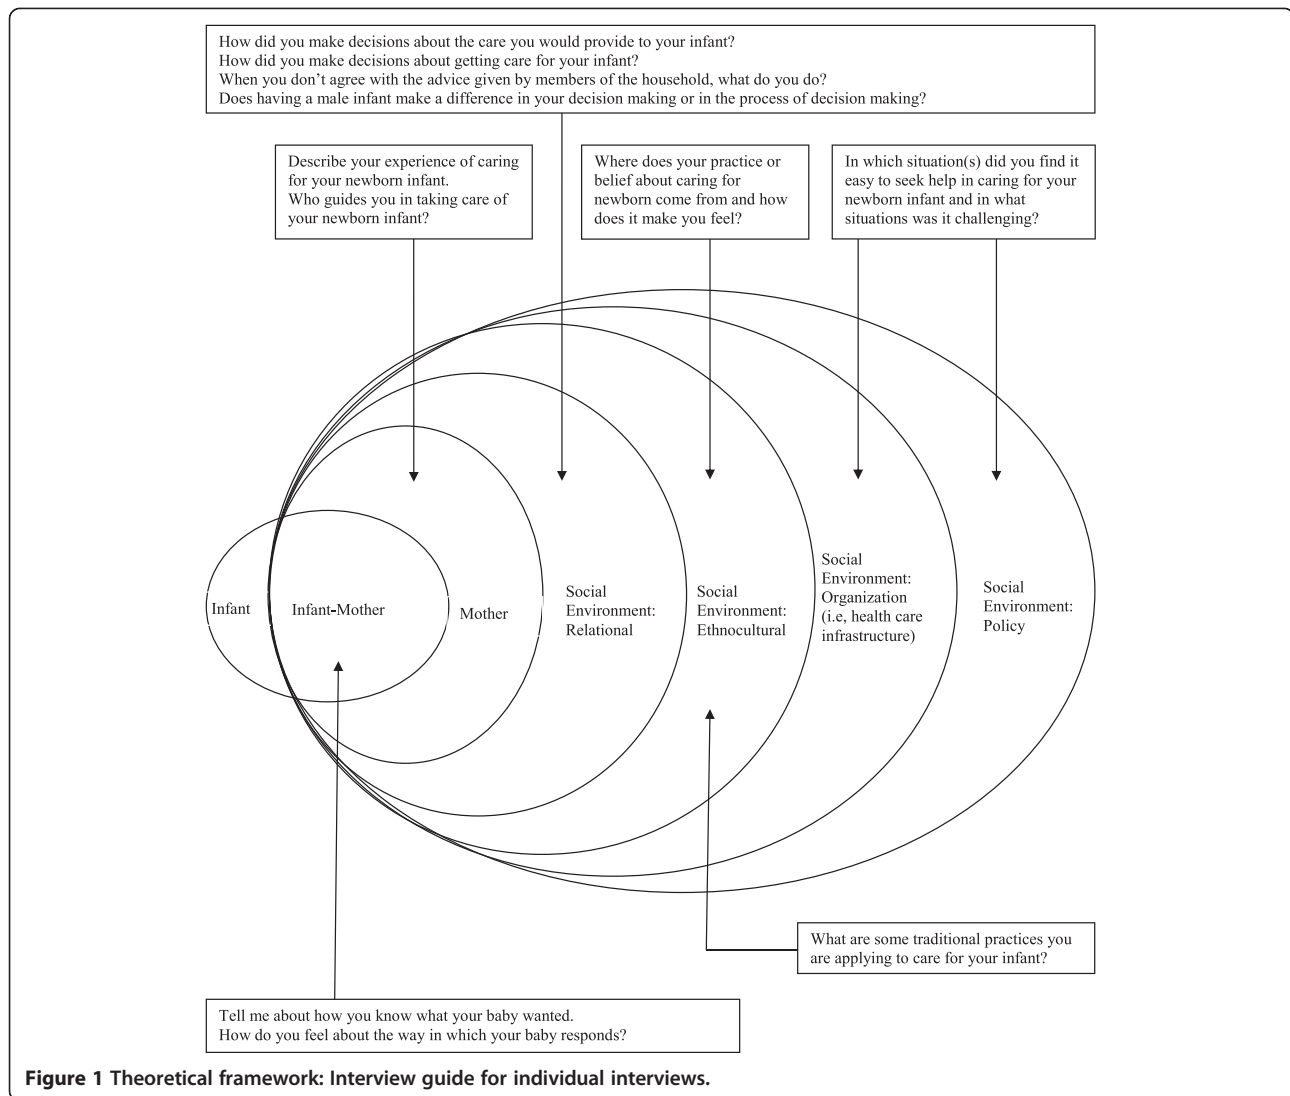 How did you make decisions about the care you would provide to your infant?
How did you make decisions about getting care for your infant?
When you don't agree with the advice given by members of the household, what do you do?
Does having a male infant make a difference in your decision making or in the process of decision making?
Describe your experience of caring
for your newborn infant.
Who guides you in taking care of
your newborn infant?
Where does your practice or
belief about caring for
newborn come from and how
does it make you feel?
In which situation(s) did you find it
easy to seek help in caring for your
newborn infant and in what
situations was it challenging?
Infant
Infant-Mother
Mother
Social
Environment:
Relational
Social
Environment:
Ethnocultural
Social
Environment:
Organization
(i.e, health care
infrastructure)
Social
Environment:
Policy
What are some traditional practices you
are applying to care for your infant?
Tell me about how you know what your baby wanted.
How do you feel about the way in which your baby responds?
Figure 1 Theoretical framework: Interview guide for individual interviews.